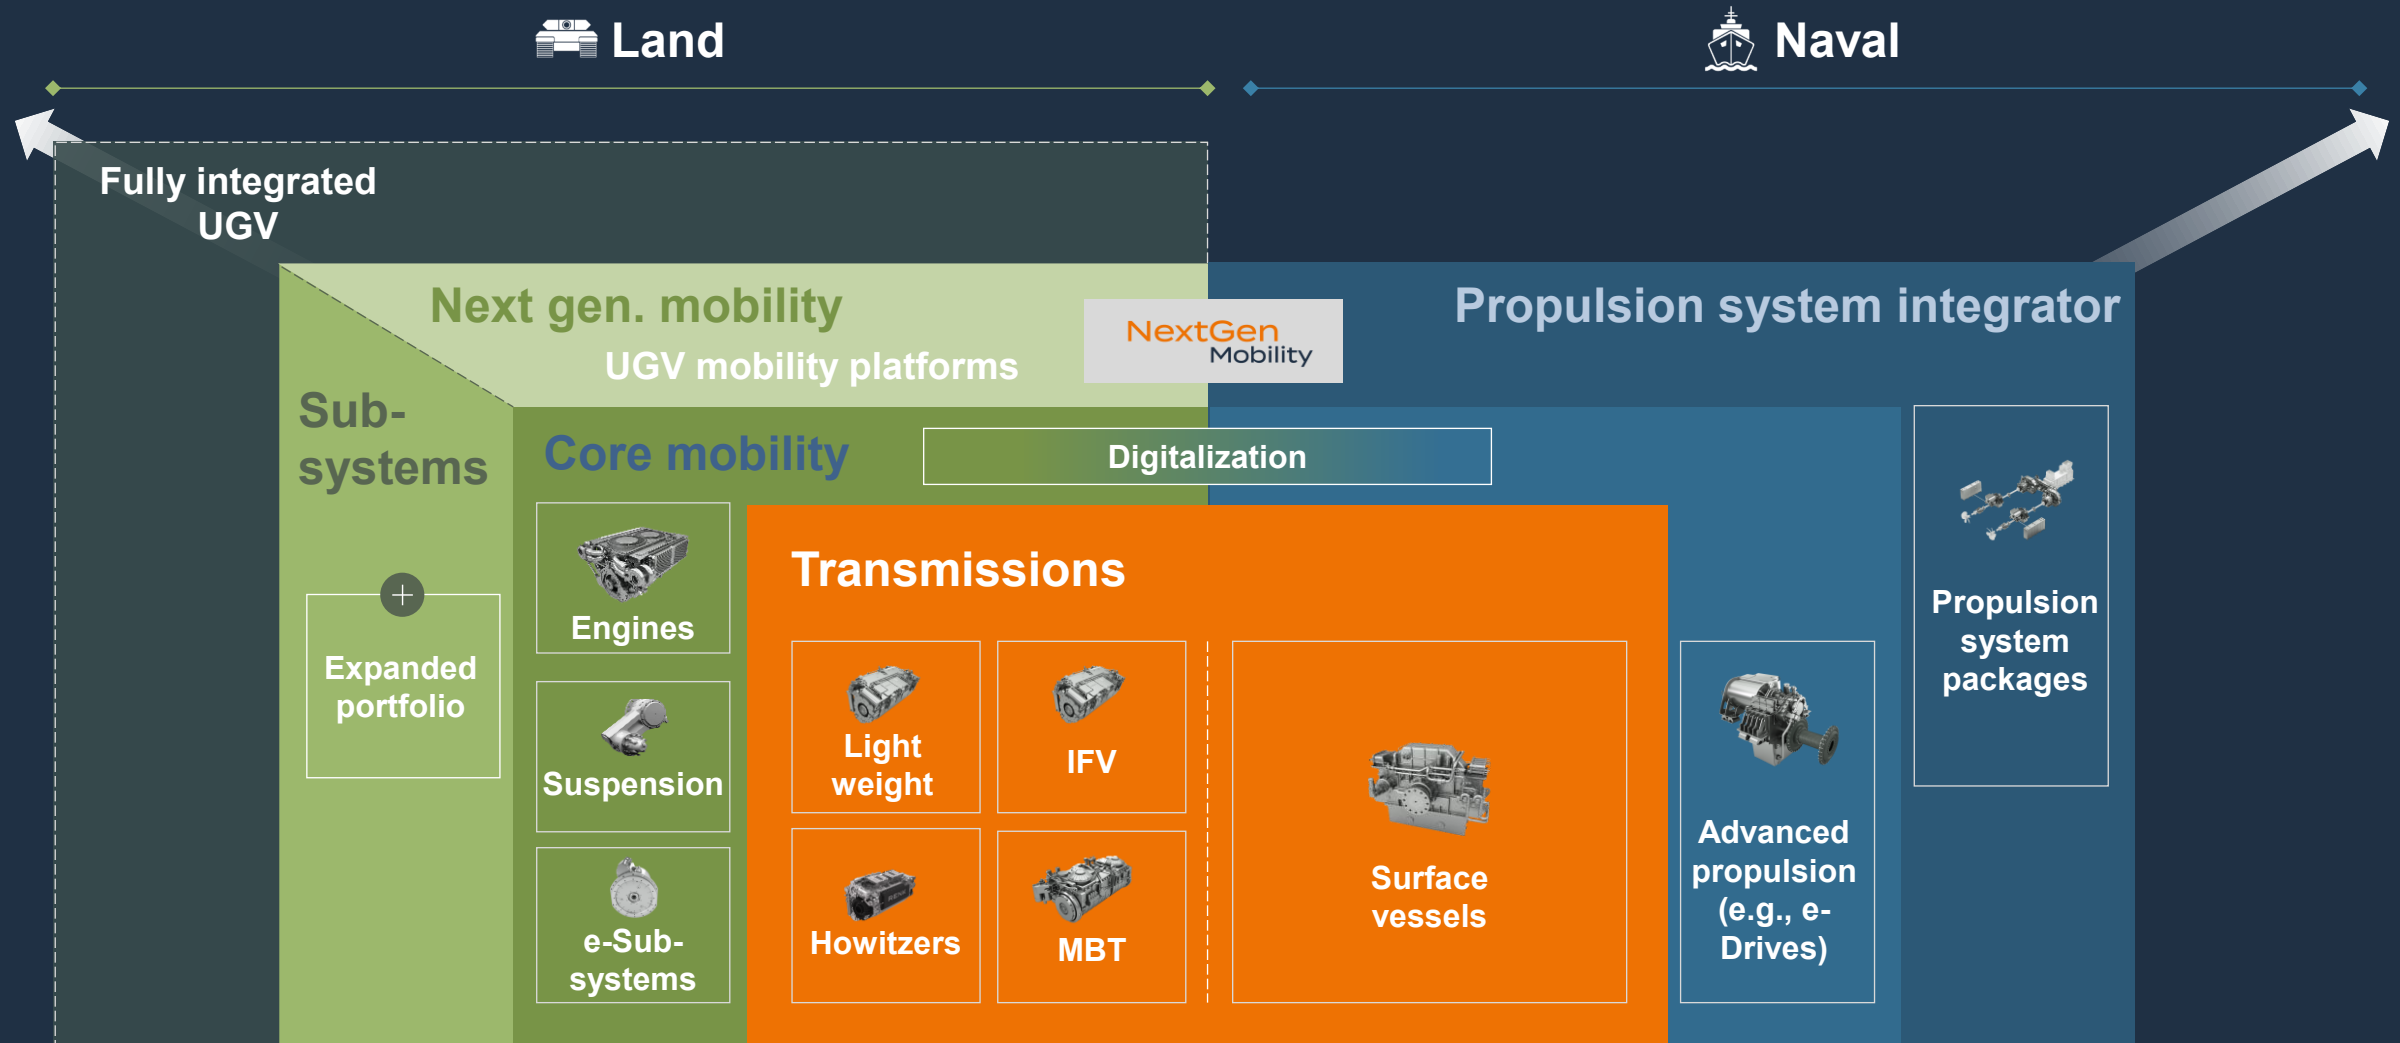 Land
Naval
Fully integrated
UGV
Next gen. mobility
UGV mobility platforms
NextGen
Mobility
Propulsion system integrator
Sub-
systems
Expanded
portfolio
Core mobility
Digitalization
Engines
Suspension
e-Sub-
systems
Transmissions
Light
weight
IFV
Howitzers
MBT
Surface
vessels
Advanced
propulsion
(e.g., e-
Drives)
Propulsion
system
packages